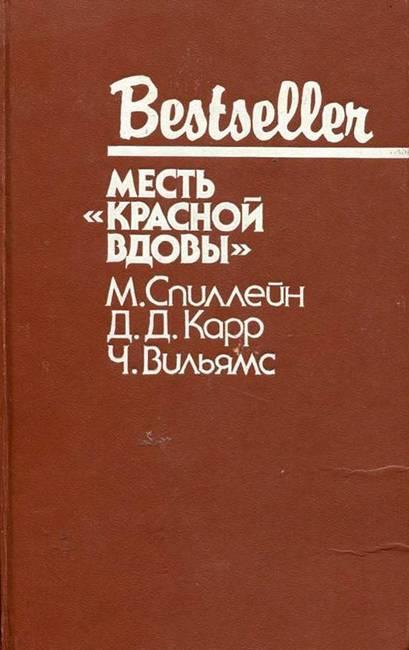 Bestseller
МЕСТЬ
«КРАСНОЙ
ВДОВЫ»
М. Спиллейн
Д. Д. Карр
Ч. Вильямс